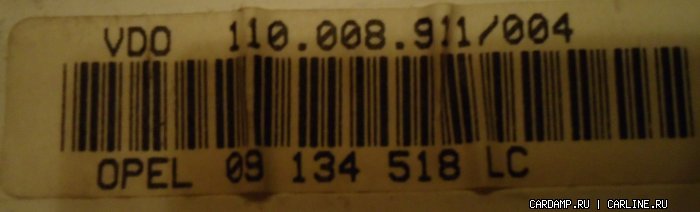 VDO 110.008.911/004
OPEL 09 134 518 LC
CARDAMP.RU | CARLINE.RU